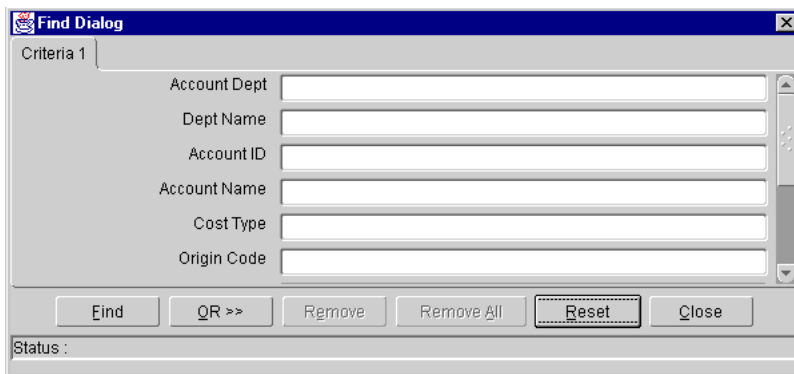 Find Dialog
Criteria 1
Account Dept
Dept Name
Account ID
Account Name
Cost Type
Origin Code
Find OR >> Remove Remove All Reset Close
Status :